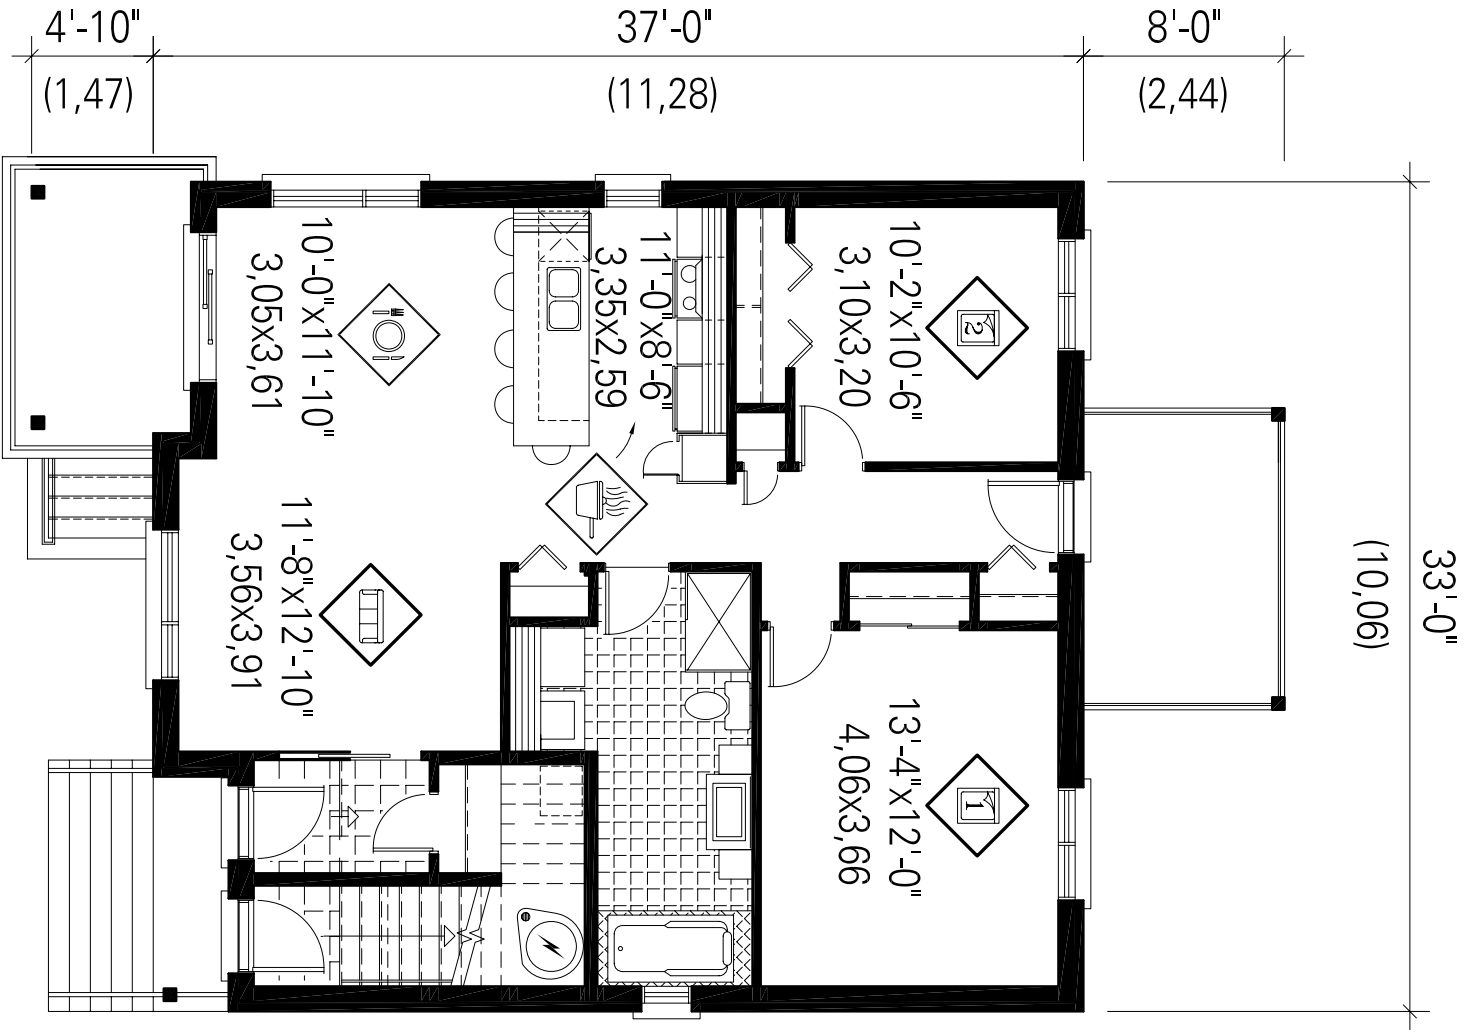 4'-10"
(1,47)
37'-0"
(11,28)
8'-0"
(2,44)
10'-0"x11'-10"
3,05x3,61
11'-0"x8'-6"
3,35x2,59
10'-2"x10'-6"
3,10x3,20
2
11'-8"x12'-10"
3,56x3,91
13'-4"x12'-0"
4,06x3,66
1
33'-0"
(10,06)